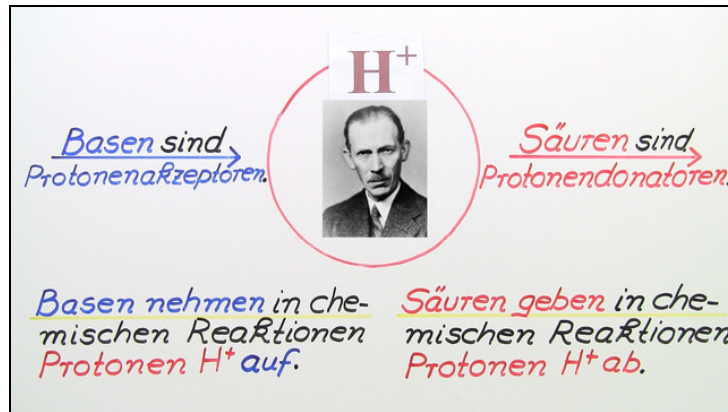 H⁺
Basen sind
Protonenakzeptoren.
Säuren sind
Protonendonatoren.
Basen nehmen in che-
mischen Reaktionen
Protonen H⁺ auf.
Säuren geben in che-
mischen Reaktionen
Protonen H⁺ ab.